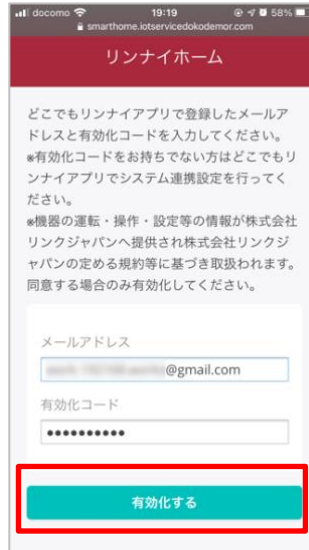 docomo 19:19 58%
smarthome.iotservicedokodemor.com
リンナイホーム
どこでもリンナイアプリで登録したメールア
ドレスと有効化コードを入力してください。
※有効化コードをお持ちでない方はどこでもリ
ンナイアプリでシステム連携設定を行ってく
ださい。
※機器の運転・操作・設定等の情報が株式会社
リンクジャパンへ提供され株式会社リンクジ
ャパンの定める規約等に基づき取扱われます。
同意する場合のみ有効化してください。
メールアドレス
@gmail.com
有効化コード
●●●●●●●●●●
有効化する